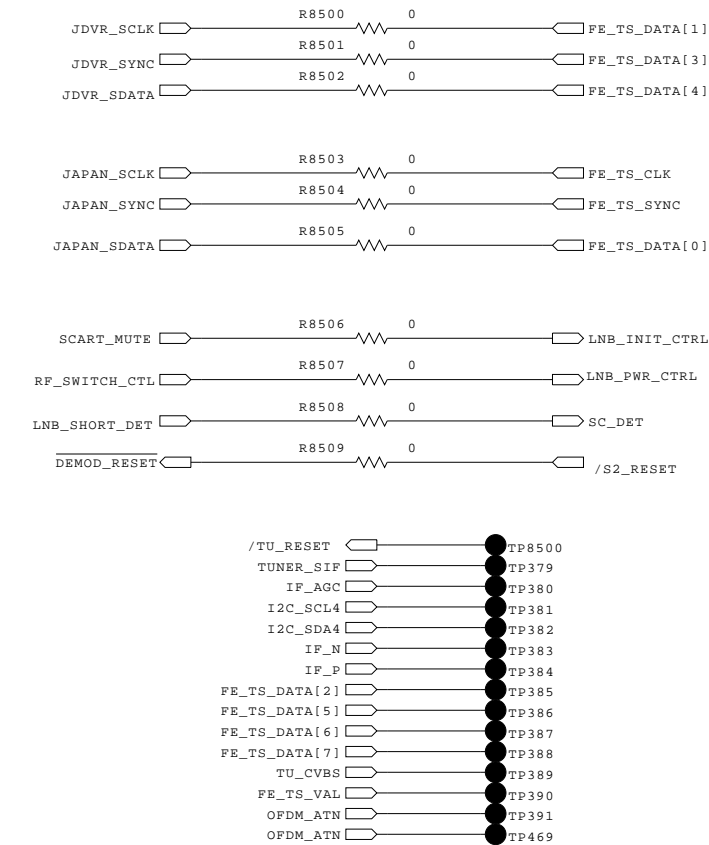 R8500 0
JDVR_SCLK FE_TS_DATA[1]
R8501 0
JDVR_SYNC FE_TS_DATA[3]
R8502 0
JDVR_SDATA FE_TS_DATA[4]
R8503 0
JAPAN_SCLK FE_TS_CLK
R8504 0
JAPAN_SYNC FE_TS_SYNC
R8505 0
JAPAN_SDATA FE_TS_DATA[0]
R8506 0
SCART_MUTE LNB_INIT_CTRL
R8507 0
RF_SWITCH_CTL LNB_PWR_CTRL
R8508 0
LNB_SHORT_DET SC_DET
R8509 0
DEMOD_RESET /S2_RESET
/TU_RESET TP8500
TUNER_SIF TP379
IF_AGC TP380
I2C_SCL4 TP381
I2C_SDA4 TP382
IF_N TP383
IF_P TP384
FE_TS_DATA[2] TP385
FE_TS_DATA[5] TP386
FE_TS_DATA[6] TP387
FE_TS_DATA[7] TP388
TU_CVBS TP389
FE_TS_VAL TP390
OFDM_ATN TP391
OFDM_ATN TP469